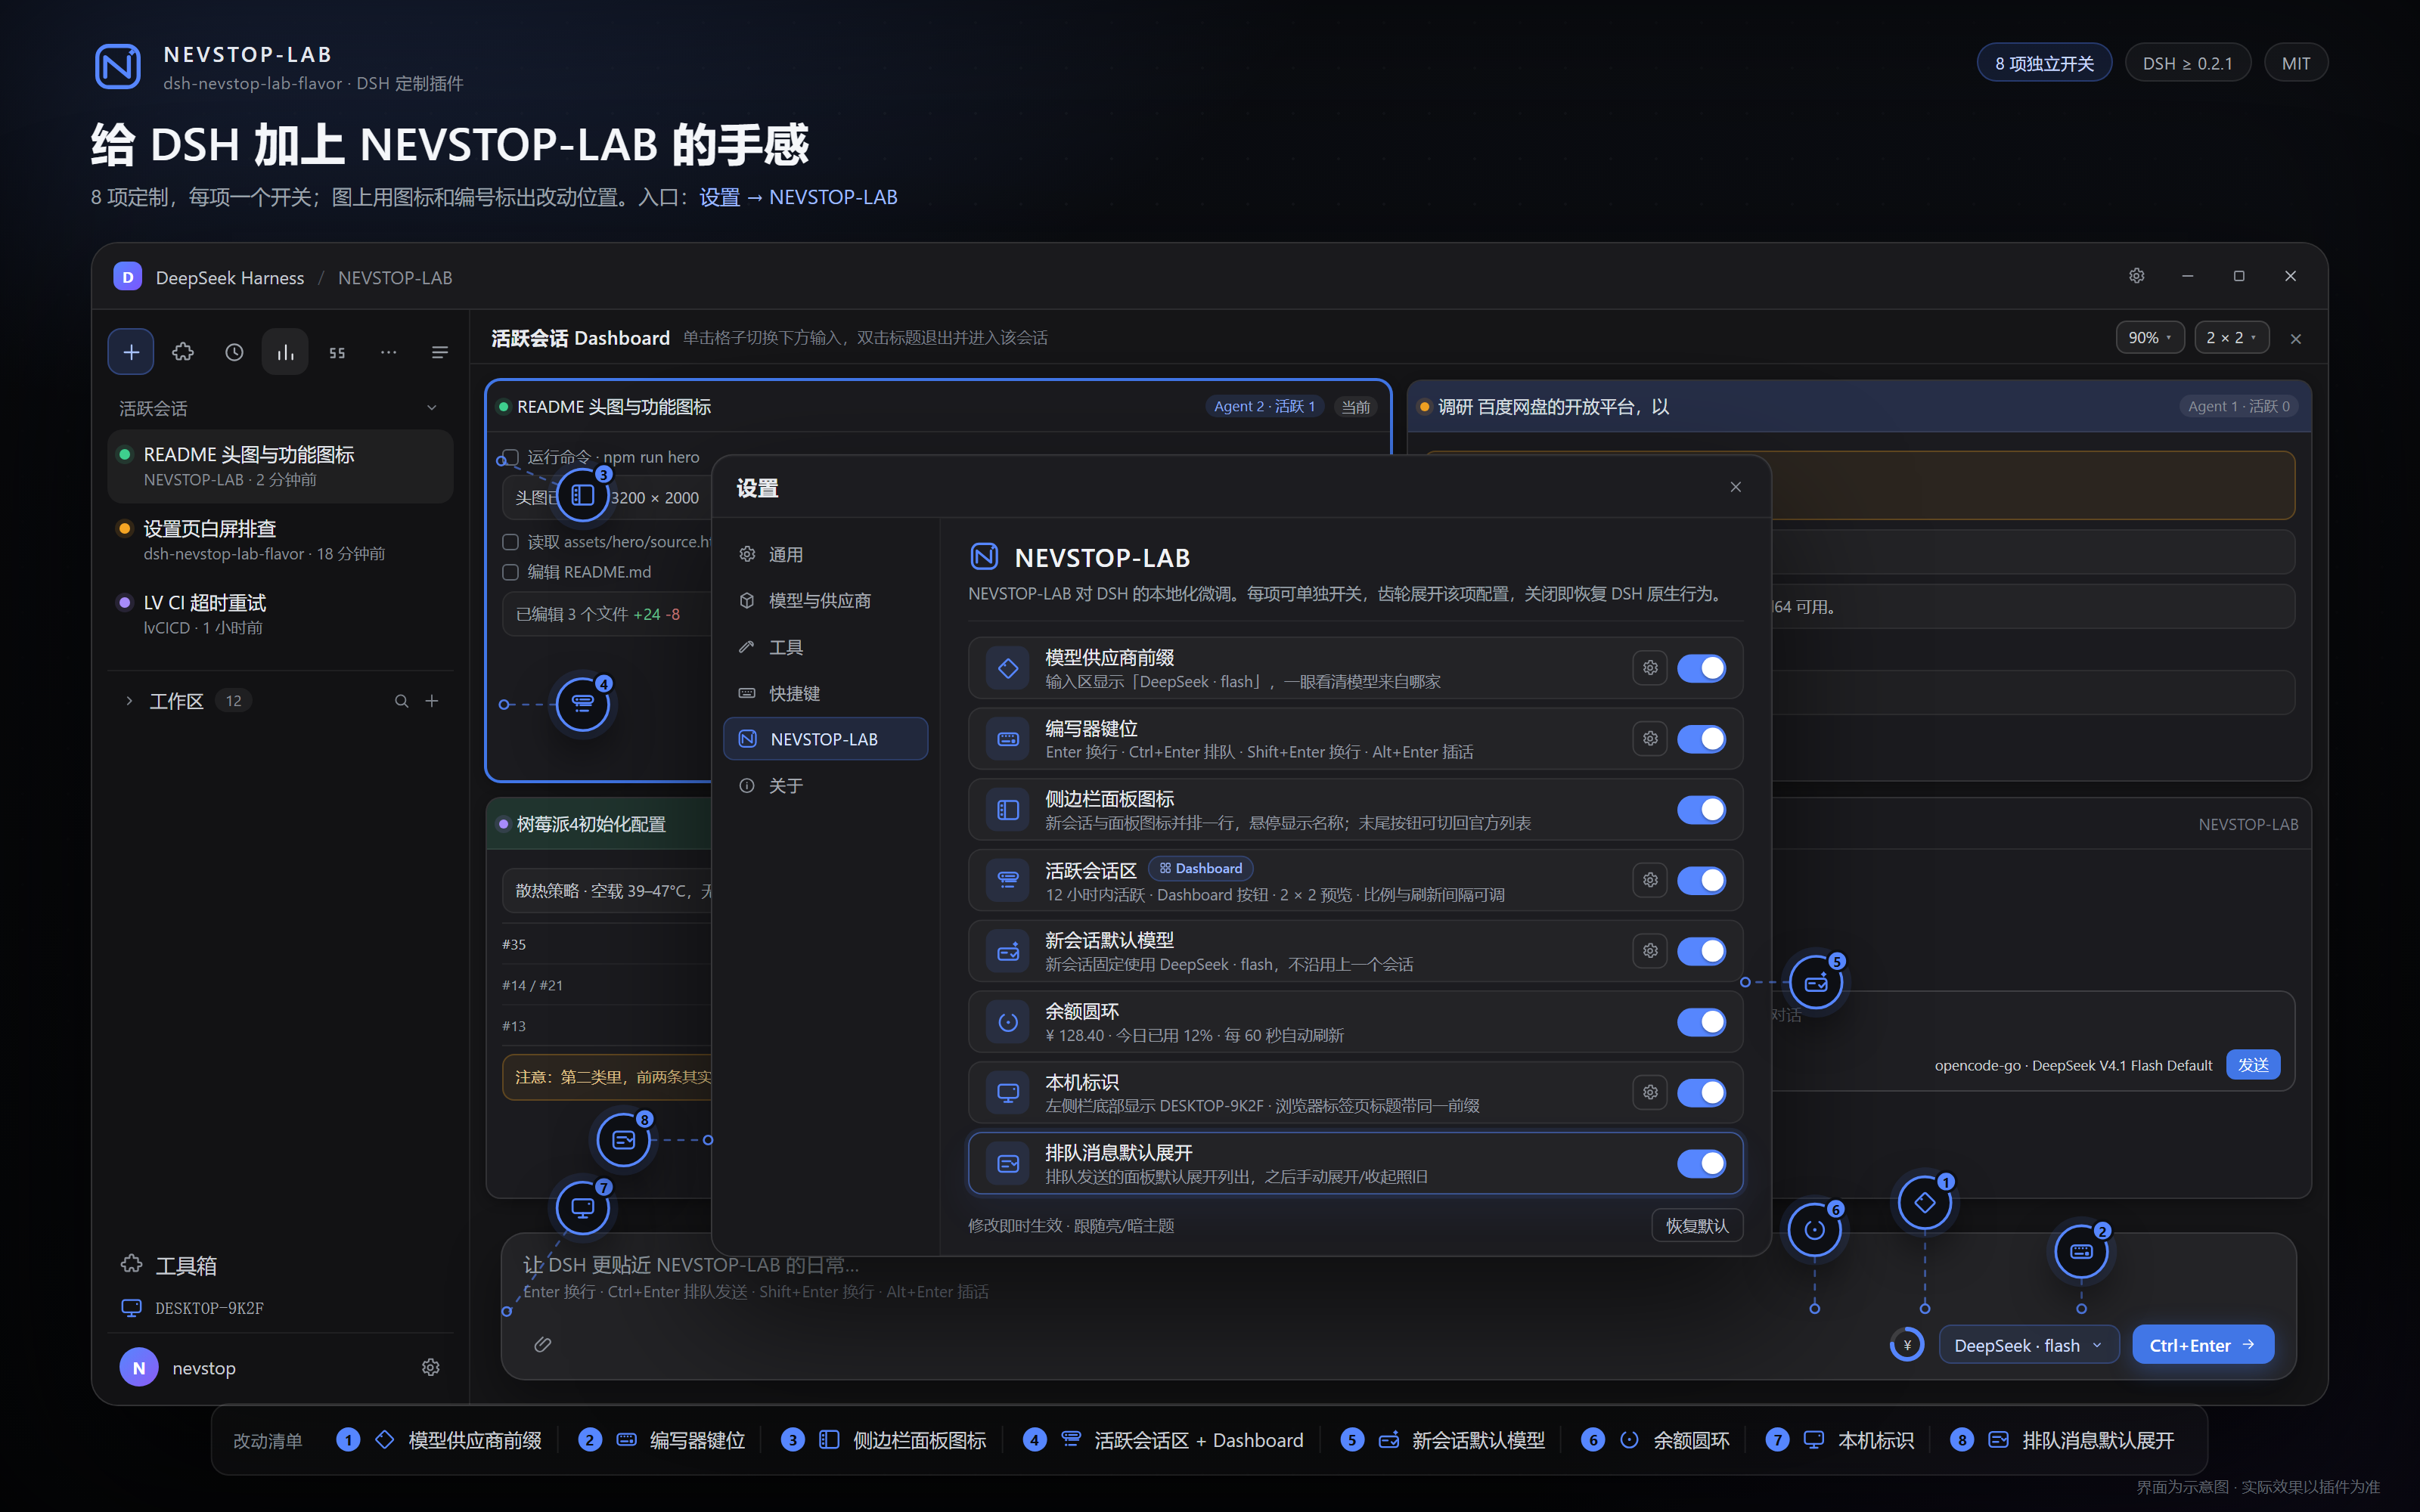 NEVSTOP-LAB
dsh-nevstop-lab-flavor · DSH 定制插件
8 项独立开关
DSH ≥ 0.2.1
MIT
给 DSH 加上 NEVSTOP-LAB 的手感
8 项定制，每项一个开关；图上用图标和编号标出改动位置。入口：设置 → NEVSTOP-LAB
D DeepSeek Harness / NEVSTOP-LAB
活跃会话
README 头图与功能图标
NEVSTOP-LAB · 2 分钟前
设置页白屏排查
dsh-nevstop-lab-flavor · 18 分钟前
LV CI 超时重试
lvCICD · 1 小时前
工作区 12
工具箱
DESKTOP-9K2F
N nevstop
活跃会话 Dashboard 单击格子切换下方输入，双击标题退出并进入该会话
90%
2 × 2
README 头图与功能图标
Agent 2 · 活跃 1
当前
运行命令 · npm run hero
3
头图已
3200 × 2000
读取 assets/hero/source.h
编辑 README.md
已编辑 3 个文件 +24 -8
4
调研 百度网盘的开放平台，以
Agent 1 · 活跃 0
64 可用。
树莓派4初始化配置
散热策略 · 空载 39–47°C，
#35
#14 / #21
#13
注意：第二类里，前两条其实
8
7
NEVSTOP-LAB
5
对话
opencode-go · DeepSeek V4.1 Flash Default
发送
设置
通用
模型与供应商
工具
快捷键
NEVSTOP-LAB
关于
NEVSTOP-LAB
NEVSTOP-LAB 对 DSH 的本地化微调。每项可单独开关，齿轮展开该项配置，关闭即恢复 DSH 原生行为。
模型供应商前缀
输入区显示「DeepSeek · flash」，一眼看清模型来自哪家
编写器键位
Enter 换行 · Ctrl+Enter 排队 · Shift+Enter 换行 · Alt+Enter 插话
侧边栏面板图标
新会话与面板图标并排一行，悬停显示名称；末尾按钮可切回官方列表
活跃会话区 Dashboard
12 小时内活跃 · Dashboard 按钮 · 2 × 2 预览 · 比例与刷新间隔可调
新会话默认模型
新会话固定使用 DeepSeek · flash，不沿用上一个会话
余额圆环
¥ 128.40 · 今日已用 12% · 每 60 秒自动刷新
本机标识
左侧栏底部显示 DESKTOP-9K2F · 浏览器标签页标题带同一前缀
排队消息默认展开
排队发送的面板默认展开列出，之后手动展开/收起照旧
修改即时生效 · 跟随亮/暗主题
恢复默认
6
1
2
让 DSH 更贴近 NEVSTOP-LAB 的日常...
Enter 换行 · Ctrl+Enter 排队发送 · Shift+Enter 换行 · Alt+Enter 插话
¥
DeepSeek · flash
Ctrl+Enter →
改动清单 1 模型供应商前缀 2 编写器键位 3 侧边栏面板图标 4 活跃会话区 + Dashboard 5 新会话默认模型 6 余额圆环 7 本机标识 8 排队消息默认展开
界面为示意图 · 实际效果以插件为准